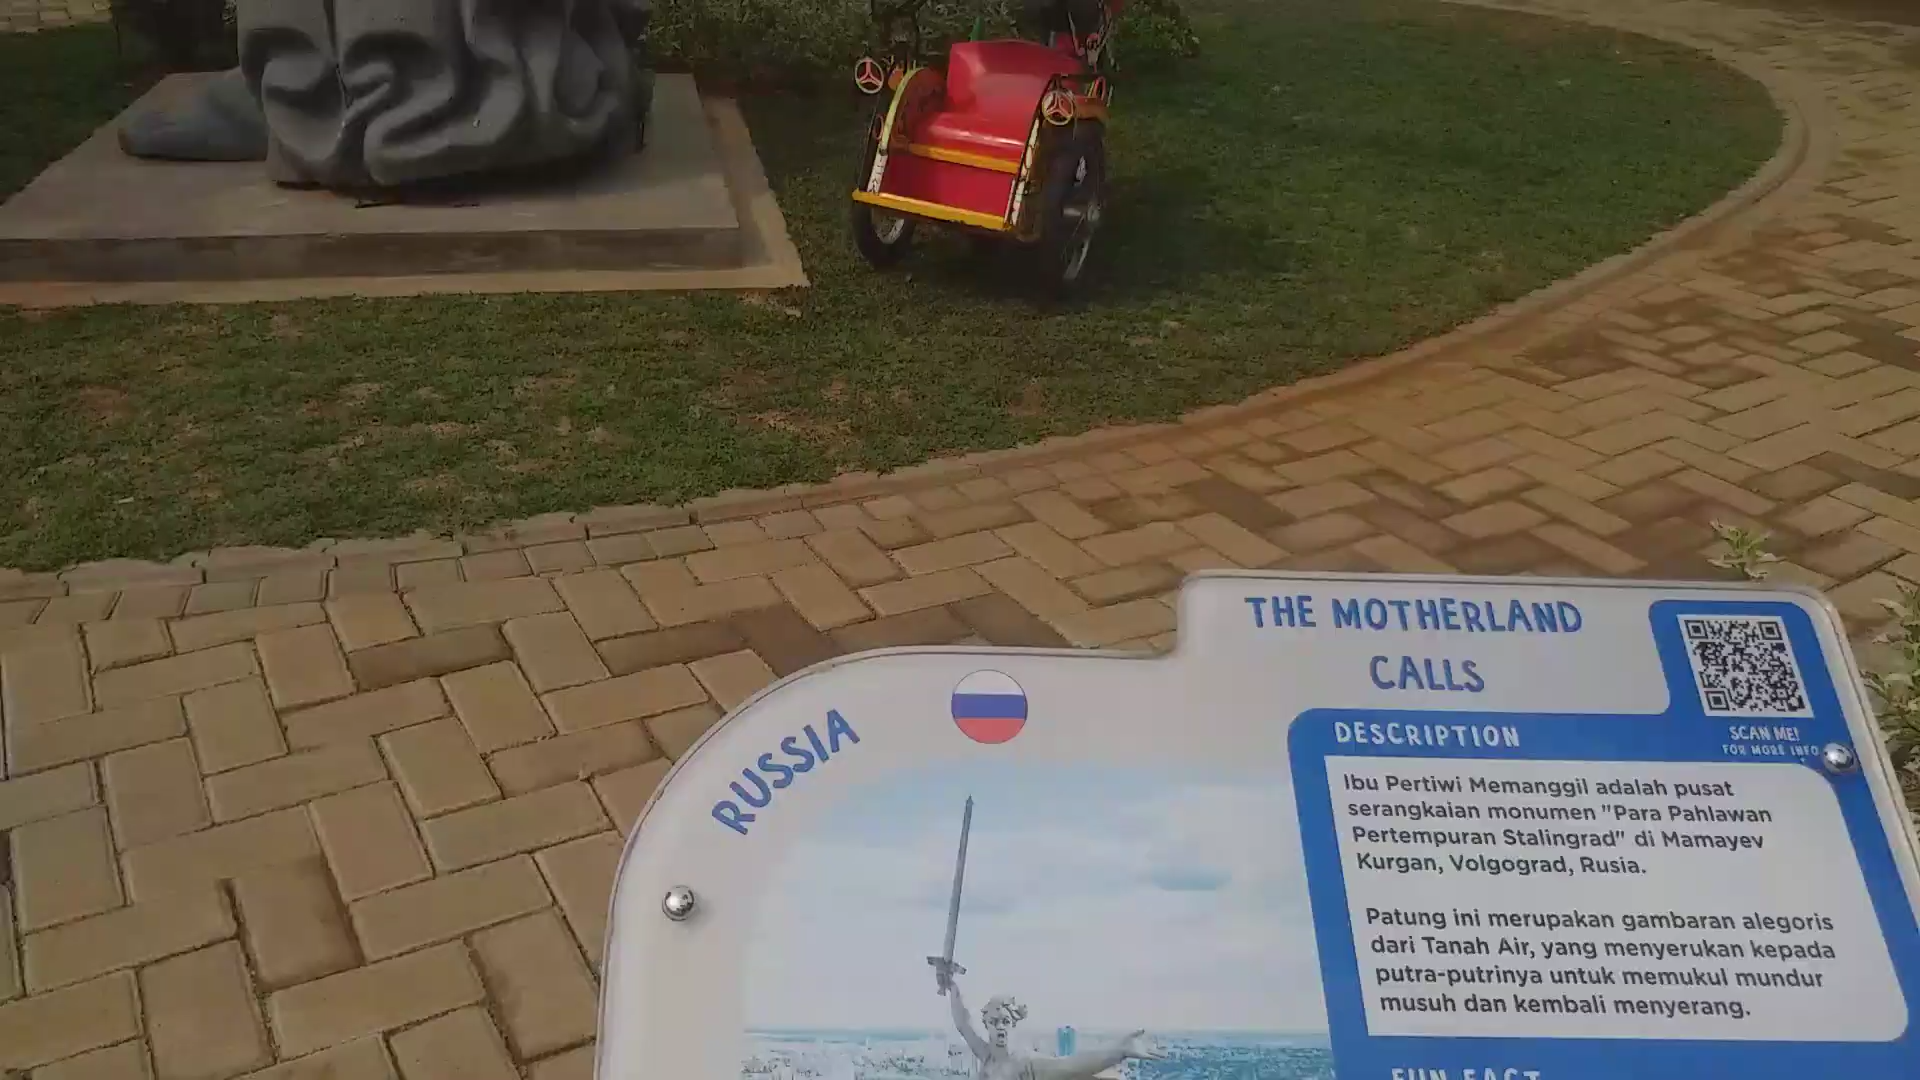 THE MOTHERLAND
CALLS
RUSSIA
SCAN ME!
FOR MORE INFO
DESCRIPTION
Ibu Pertiwi Memanggil adalah pusat
serangkaian monumen "Para Pahlawan
Pertempuran Stalingrad" di Mamayev
Kurgan, Volgograd, Rusia.
Patung ini merupakan gambaran alegoris
dari Tanah Air, yang menyerukan kepada
putra-putrinya untuk memukul mundur
musuh dan kembali menyerang.
FUN FACT